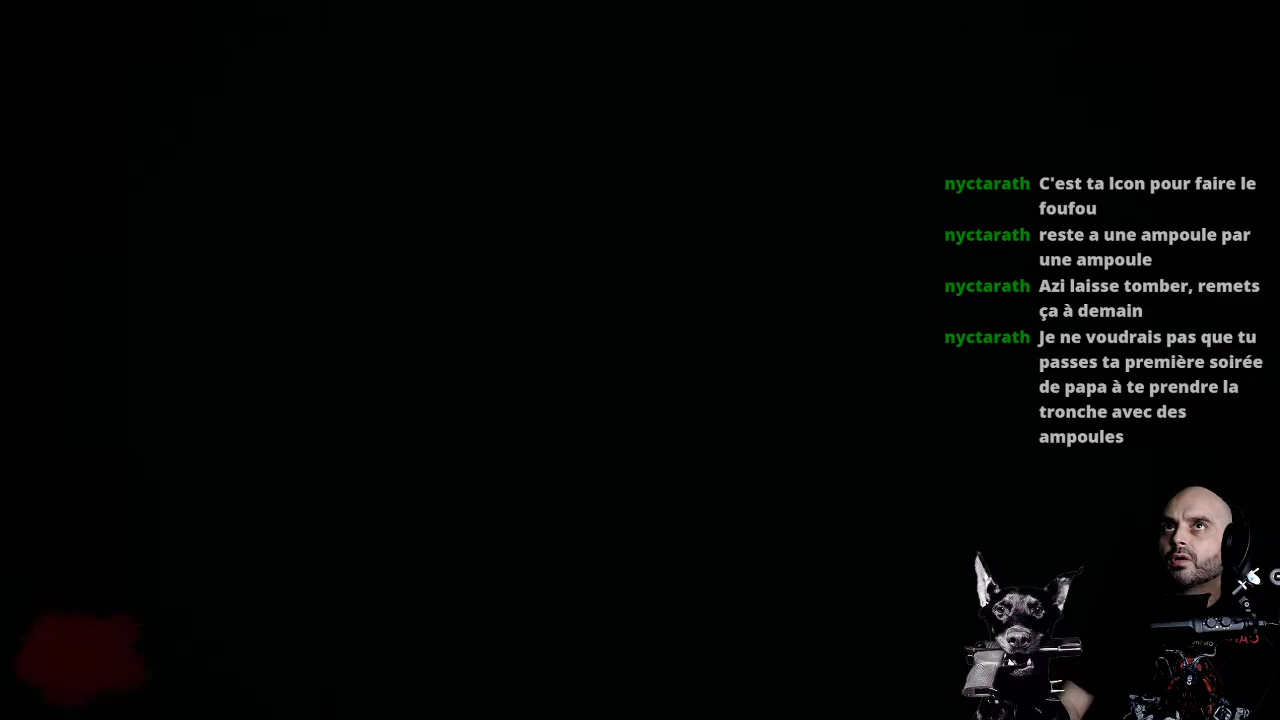 nyctarath C'est ta lcon pour faire le
foufou
nyctarath reste a une ampoule par
une ampoule
nyctarath Azi laisse tomber, remets
ça à demain
nyctarath Je ne voudrais pas que tu
passes ta première soirée
de papa à te prendre la
tronche avec des
ampoules